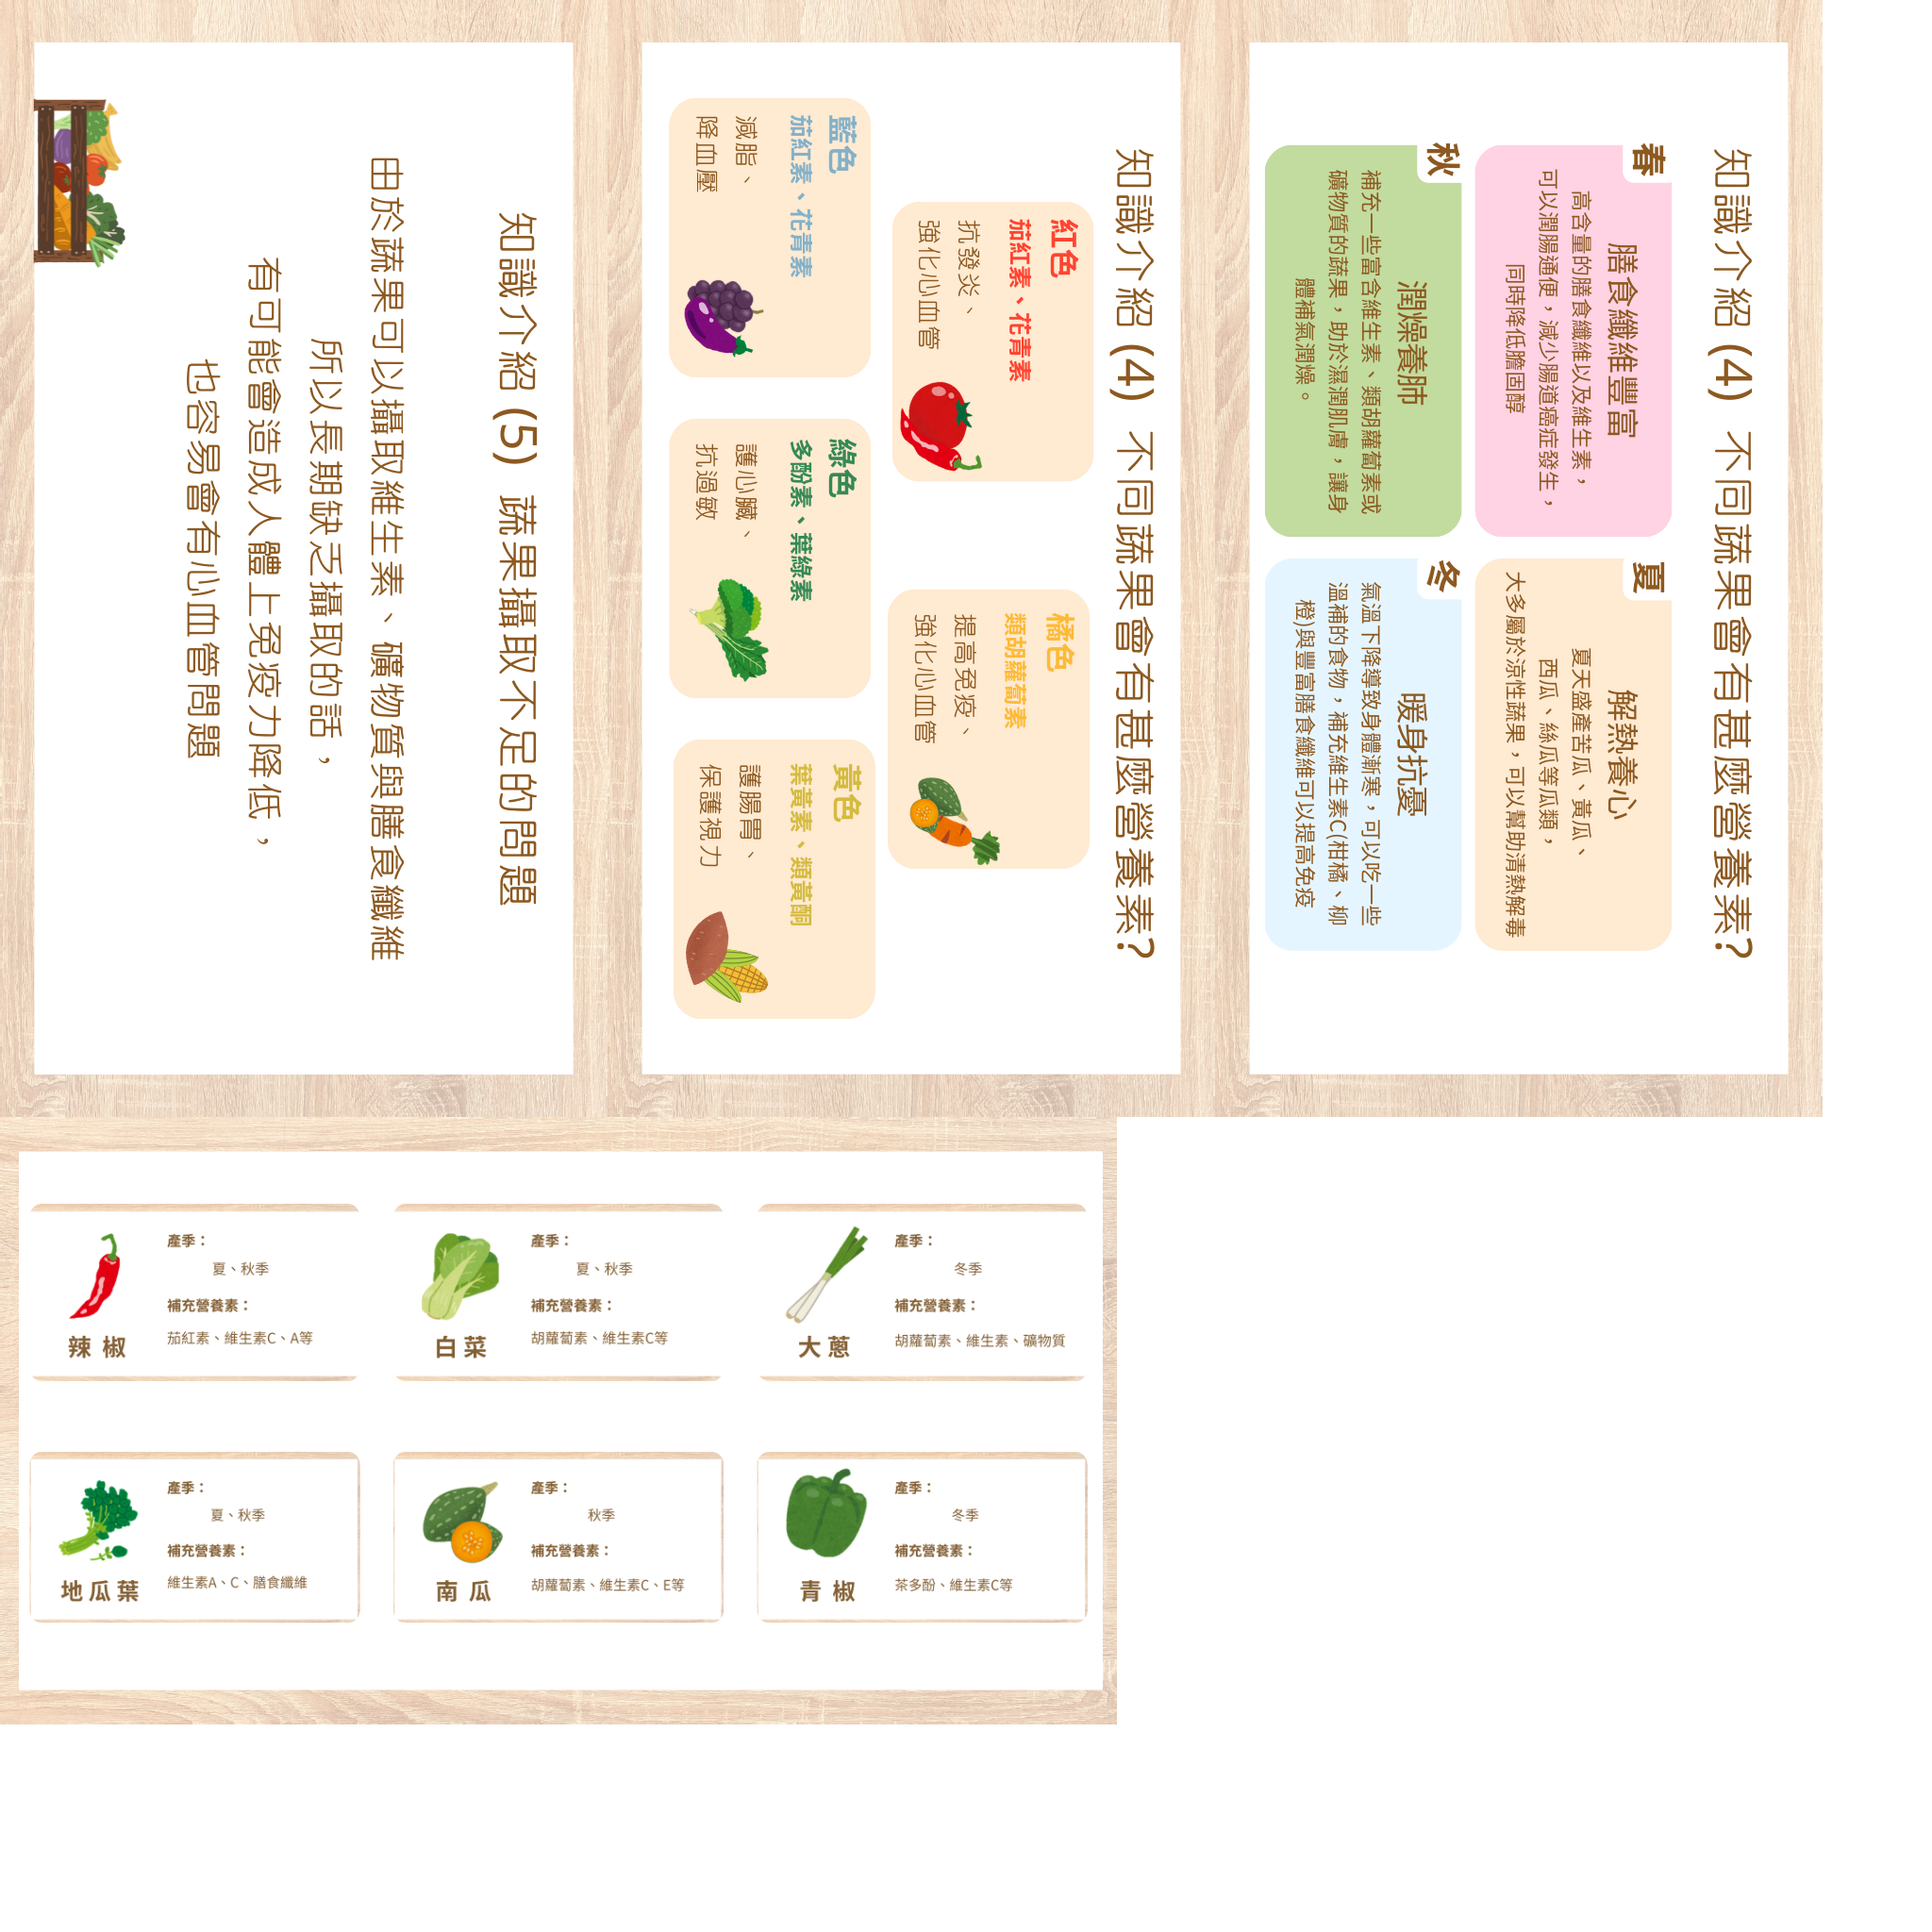 知識介紹 (5) 蔬果攝取不足的問題
由於蔬果可以攝取維生素、礦物質與膳食纖維
所以長期缺乏攝取的話，
有可能會造成人體上免疫力降低，
也容易會有心血管問題
知識介紹 (4) 不同蔬果會有甚麼營養素?
紅色
茄紅素、花青素
抗發炎、
強化心血管
橘色
類胡蘿蔔素
提高免疫、
強化心血管
藍色
茄紅素、花青素
減脂、
降血壓
綠色
多酚素、葉綠素
護心臟、
抗過敏
黃色
葉黃素、類黃酮
護腸胃、
保護視力
知識介紹 (4) 不同蔬果會有甚麼營養素?
春
膳食纖維豐富
高含量的膳食纖維以及維生素，
可以潤腸通便，減少腸道癌症發生，
同時降低膽固醇
夏
解熱養心
夏天盛產苦瓜、黃瓜、
西瓜、絲瓜等瓜類，
大多屬於涼性蔬果，可以幫助清熱解毒
秋
潤燥養肺
補充一些富含維生素、類胡蘿蔔素或
礦物質的蔬果，助於濕潤肌膚，讓身
體補氣潤燥。
冬
暖身抗憂
氣溫下降導致身體漸寒，可以吃一些
溫補的食物，補充維生素C(柑橘、柳
橙)與豐富膳食纖維可以提高免疫
辣椒
產季：
夏、秋季
補充營養素：
茄紅素、維生素C、A等
白菜
產季：
夏、秋季
補充營養素：
胡蘿蔔素、維生素C等
大蔥
產季：
冬季
補充營養素：
胡蘿蔔素、維生素、礦物質
地瓜葉
產季：
夏、秋季
補充營養素：
維生素A、C、膳食纖維
南瓜
產季：
秋季
補充營養素：
胡蘿蔔素、維生素C、E等
青椒
產季：
冬季
補充營養素：
茶多酚、維生素C等